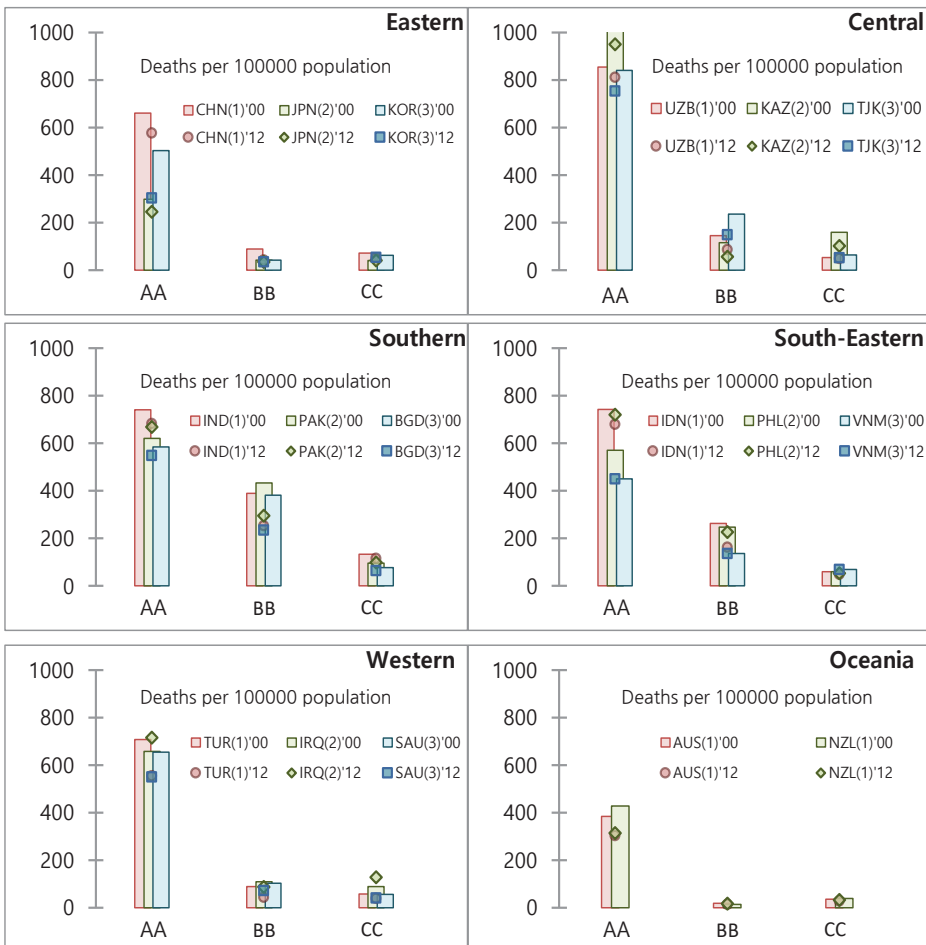 Eastern
1000
Deaths per 100000 population
800
CHN(1)'00 JPN(2)'00 KOR(3)'00
600
CHN(1)'12 JPN(2)'12 KOR(3)'12
400
200
0
AA BB CC
Central
1000
Deaths per 100000 population
800
UZB(1)'00 KAZ(2)'00 TJK(3)'00
600
UZB(1)'12 KAZ(2)'12 TJK(3)'12
400
200
0
AA BB CC
Southern
1000
Deaths per 100000 population
800
IND(1)'00 PAK(2)'00 BGD(3)'00
600
IND(1)'12 PAK(2)'12 BGD(3)'12
400
200
0
AA BB CC
South-Eastern
1000
Deaths per 100000 population
800
IDN(1)'00 PHL(2)'00 VNM(3)'00
600
IDN(1)'12 PHL(2)'12 VNM(3)'12
400
200
0
AA BB CC
Western
1000
Deaths per 100000 population
800
TUR(1)'00 IRQ(2)'00 SAU(3)'00
600
TUR(1)'12 IRQ(2)'12 SAU(3)'12
400
200
0
AA BB CC
Oceania
1000
Deaths per 100000 population
800
AUS(1)'00 NZL(1)'00
600
AUS(1)'12 NZL(1)'12
400
200
0
AA BB CC